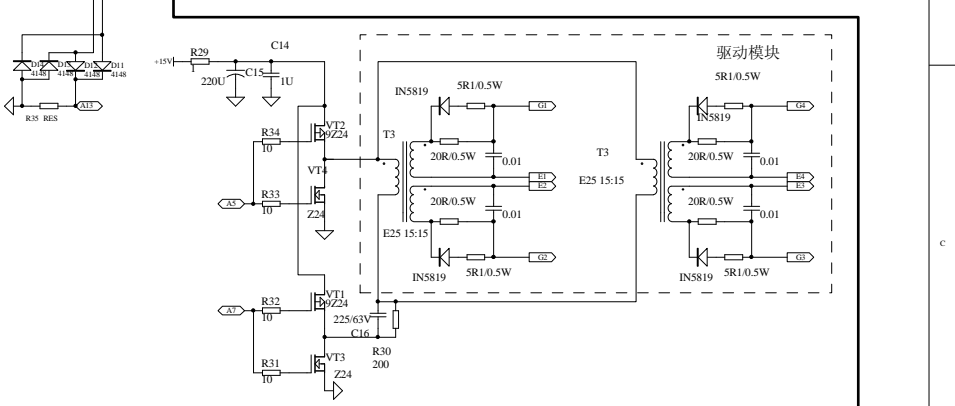 驱动模块
C14
R29
+15V
1
220U
C15
1U
5R1/0.5W
IN5819
5R1/0.5W
G1
IN5819
G4
D11
4148
4148
4148
4148
A13
R35 RES
R34
10
VT2
9Z24
T3
20R/0.5W
0.01
T3
20R/0.5W
0.01
VT4
E1
E2
E4
E3
E25 15:15
R33
A5
10
Z24
20R/0.5W
0.01
20R/0.5W
0.01
E25 15:15
G2
G3
IN5819
5R1/0.5W
IN5819
5R1/0.5W
C
R32
A7
10
VT1
9Z24
225/63V
C16
R30
200
R31
10
VT3
Z24